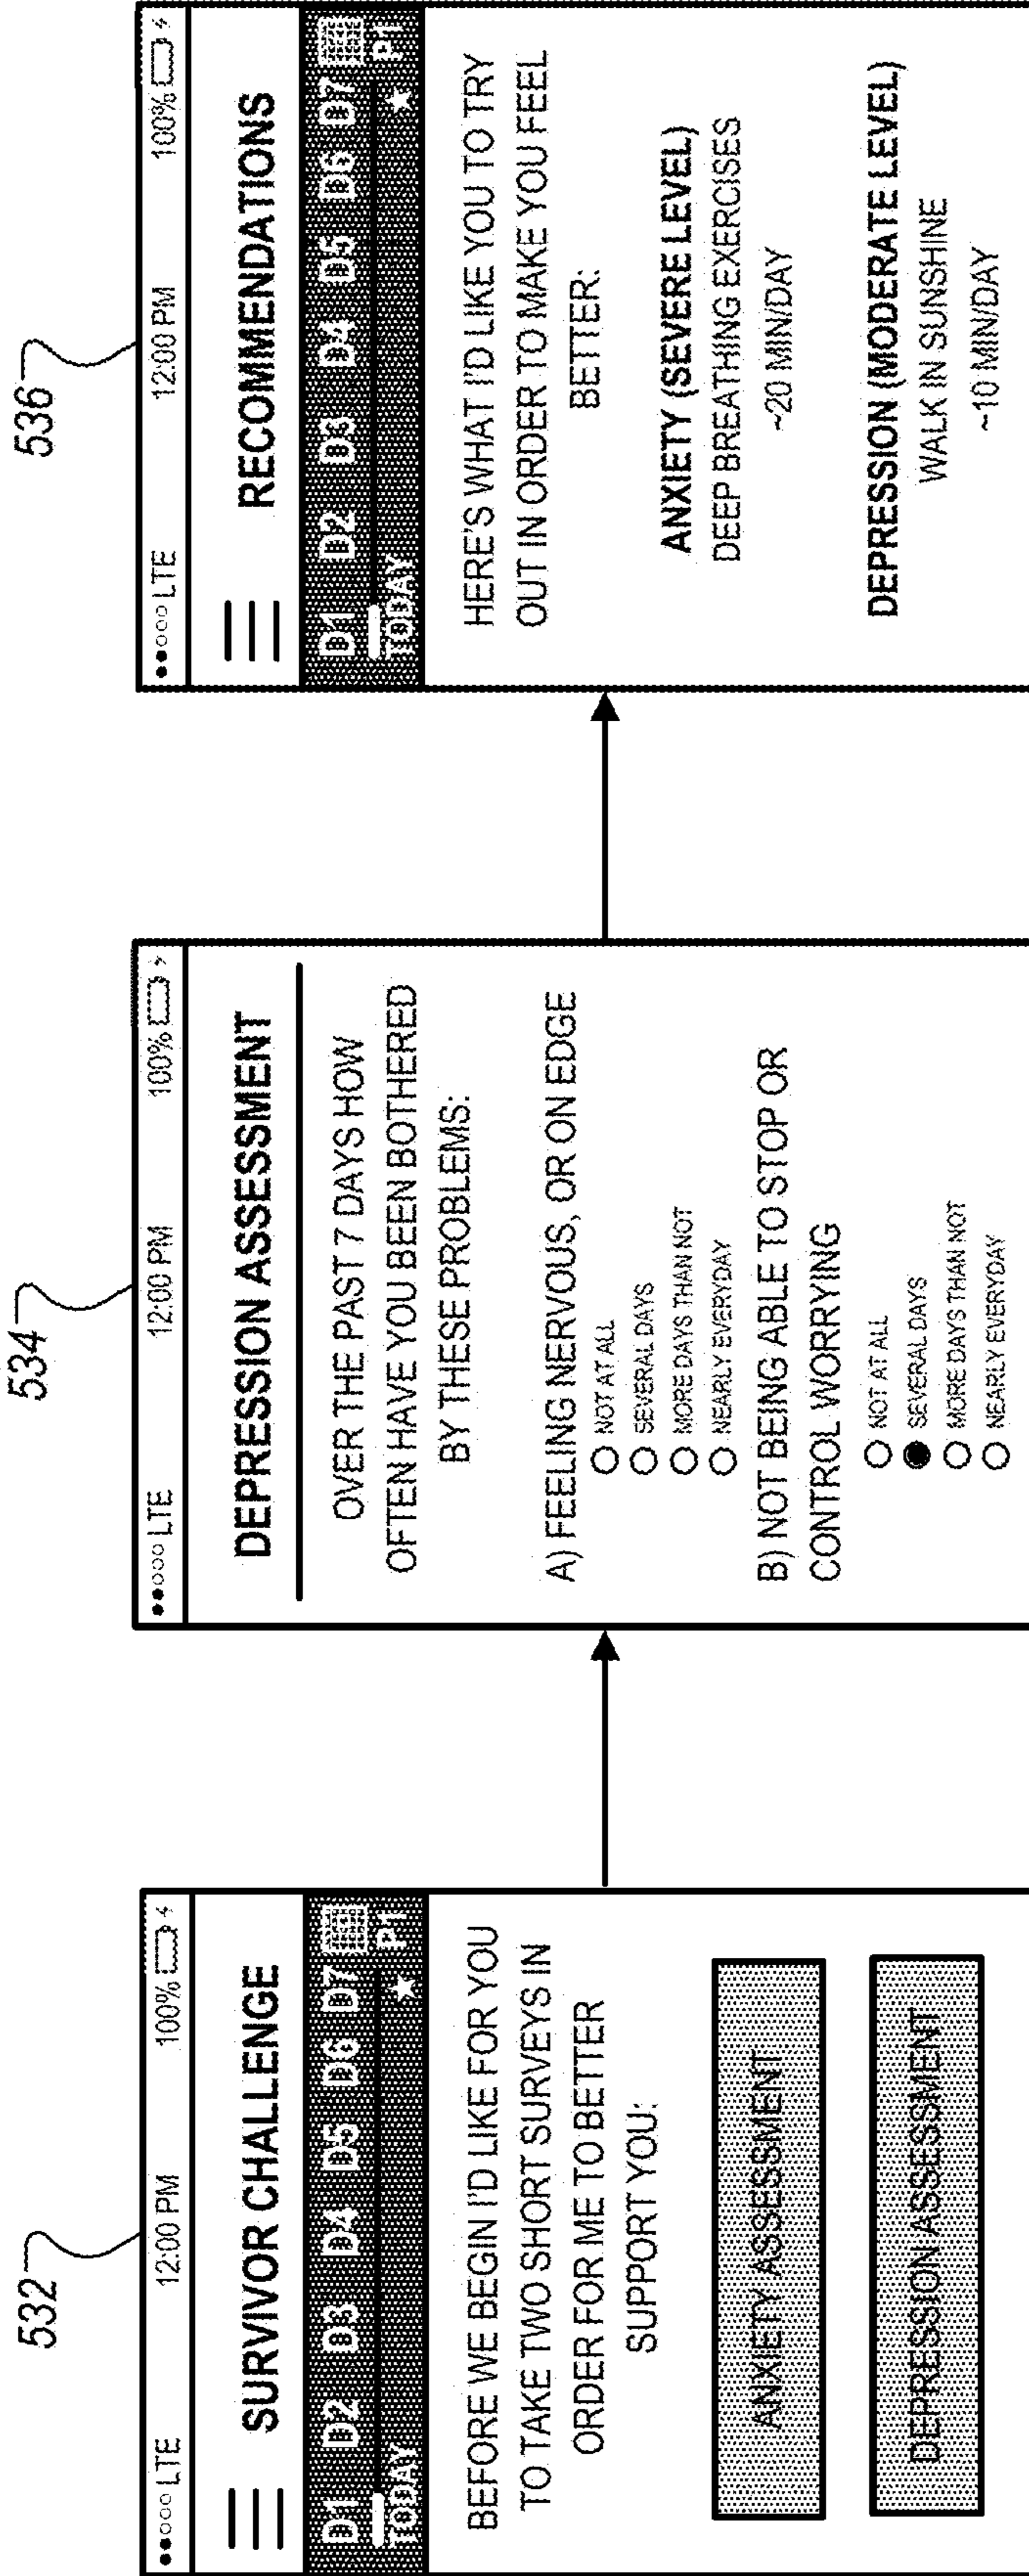 532
●●○○○ LTE 12:00 PM 100%
SURVIVOR CHALLENGE
D1 D2 D3 D4 D5 D6 D7
TODAY P1
BEFORE WE BEGIN I'D LIKE FOR YOU
TO TAKE TWO SHORT SURVEYS IN
ORDER FOR ME TO BETTER
SUPPORT YOU:
ANXIETY ASSESSMENT
DEPRESSION ASSESSMENT
534
●●○○○ LTE 12:00 PM 100%
DEPRESSION ASSESSMENT
OVER THE PAST 7 DAYS HOW
OFTEN HAVE YOU BEEN BOTHERED
BY THESE PROBLEMS:
A) FEELING NERVOUS, OR ON EDGE
NOT AT ALL
SEVERAL DAYS
MORE DAYS THAN NOT
NEARLY EVERYDAY
B) NOT BEING ABLE TO STOP OR
CONTROL WORRYING
NOT AT ALL
SEVERAL DAYS
MORE DAYS THAN NOT
NEARLY EVERYDAY
536
●●○○○ LTE 12:00 PM 100%
RECOMMENDATIONS
D1 D2 D3 D4 D5 D6 D7
TODAY P1
HERE'S WHAT I'D LIKE YOU TO TRY
OUT IN ORDER TO MAKE YOU FEEL
BETTER:
ANXIETY (SEVERE LEVEL)
DEEP BREATHING EXERCISES
~20 MIN/DAY
DEPRESSION (MODERATE LEVEL)
WALK IN SUNSHINE
~10 MIN/DAY